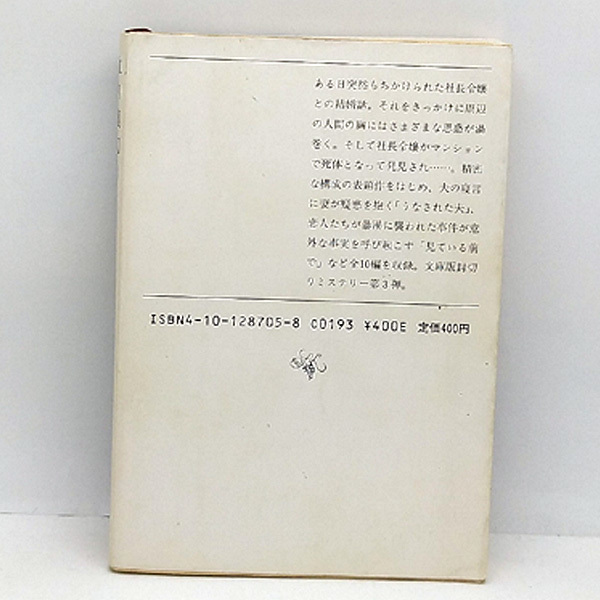 ある日突然もちかけられた社長令嬢
との結婚談。それをきっかけに周辺
の人間の胸にはさまざまな思惑が渦
巻く。そして社長令嬢がマンション
で死体となって発見され……。精密
な構成の表題作をはじめ、夫の寝言
に妻が疑惑を抱く「うなされた夫」、
恋人たちが暴漢に襲われた事件が意
外な事実を呼び起こす「見ている前
で」など全10編を収録。文庫版封切
りミステリー第3弾。
ISBN4-10-128705-8 C0193 ¥400E 定価400円